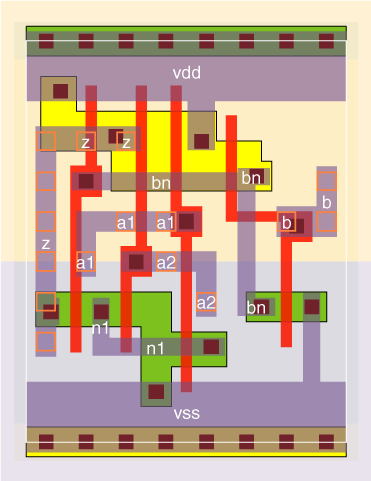 vdd
z z
bn bn
a1 a1 b b
z
a1 a2
a2
bn
n1
n1
vss